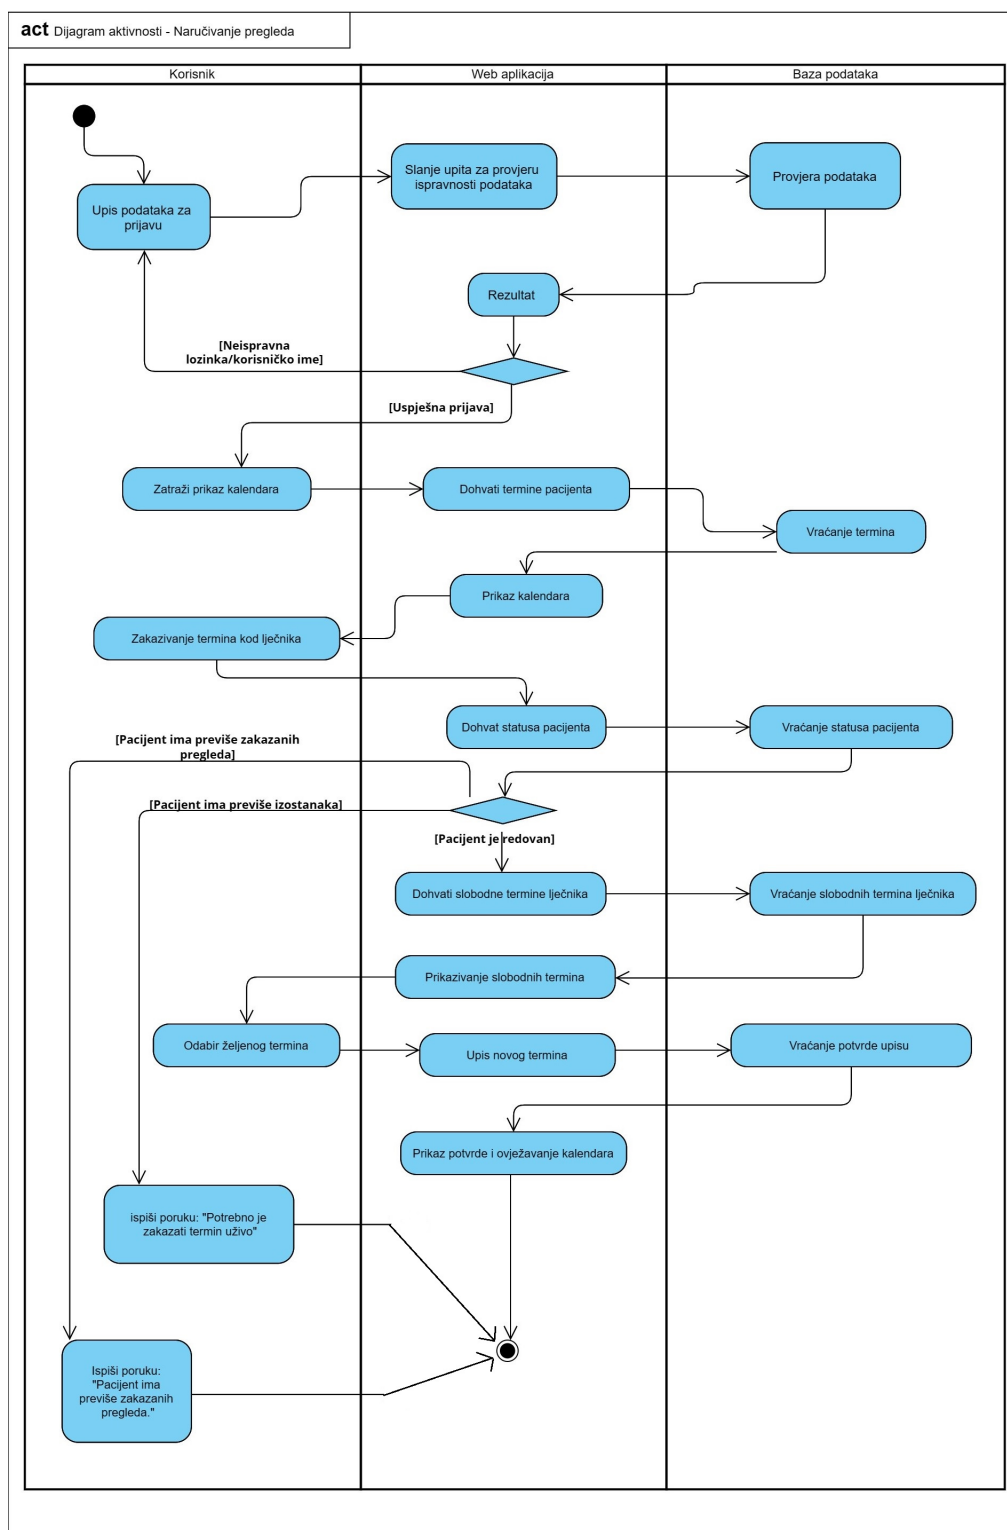 act Dijagram aktivnosti - Naručivanje pregleda
Korisnik
Web aplikacija
Baza podataka
Upis podataka za
prijavu
Slanje upita za provjeru
ispravnosti podataka
Provjera podataka
Rezultat
[Neispravna
lozinka/korisničko ime]
[Uspješna prijava]
Zatraži prikaz kalendara
Dohvati termine pacijenta
Vraćanje termina
Prikaz kalendara
Zakazivanje termina kod lječnika
Dohvat statusa pacijenta
Vraćanje statusa pacijenta
[Pacijent ima previše zakazanih
pregleda]
[Pacijent ima previše izostanaka]
[Pacijent je redovan]
Dohvati slobodne termine lječnika
Vraćanje slobodnih termina lječnika
Prikazivanje slobodnih termina
Odabir željenog termina
Upis novog termina
Vraćanje potvrde upisu
Prikaz potvrde i ovježavanje kalendara
ispiši poruku: "Potrebno je
zakazati termin uživo"
Ispiši poruku:
"Pacijent ima
previše zakazanih
pregleda."